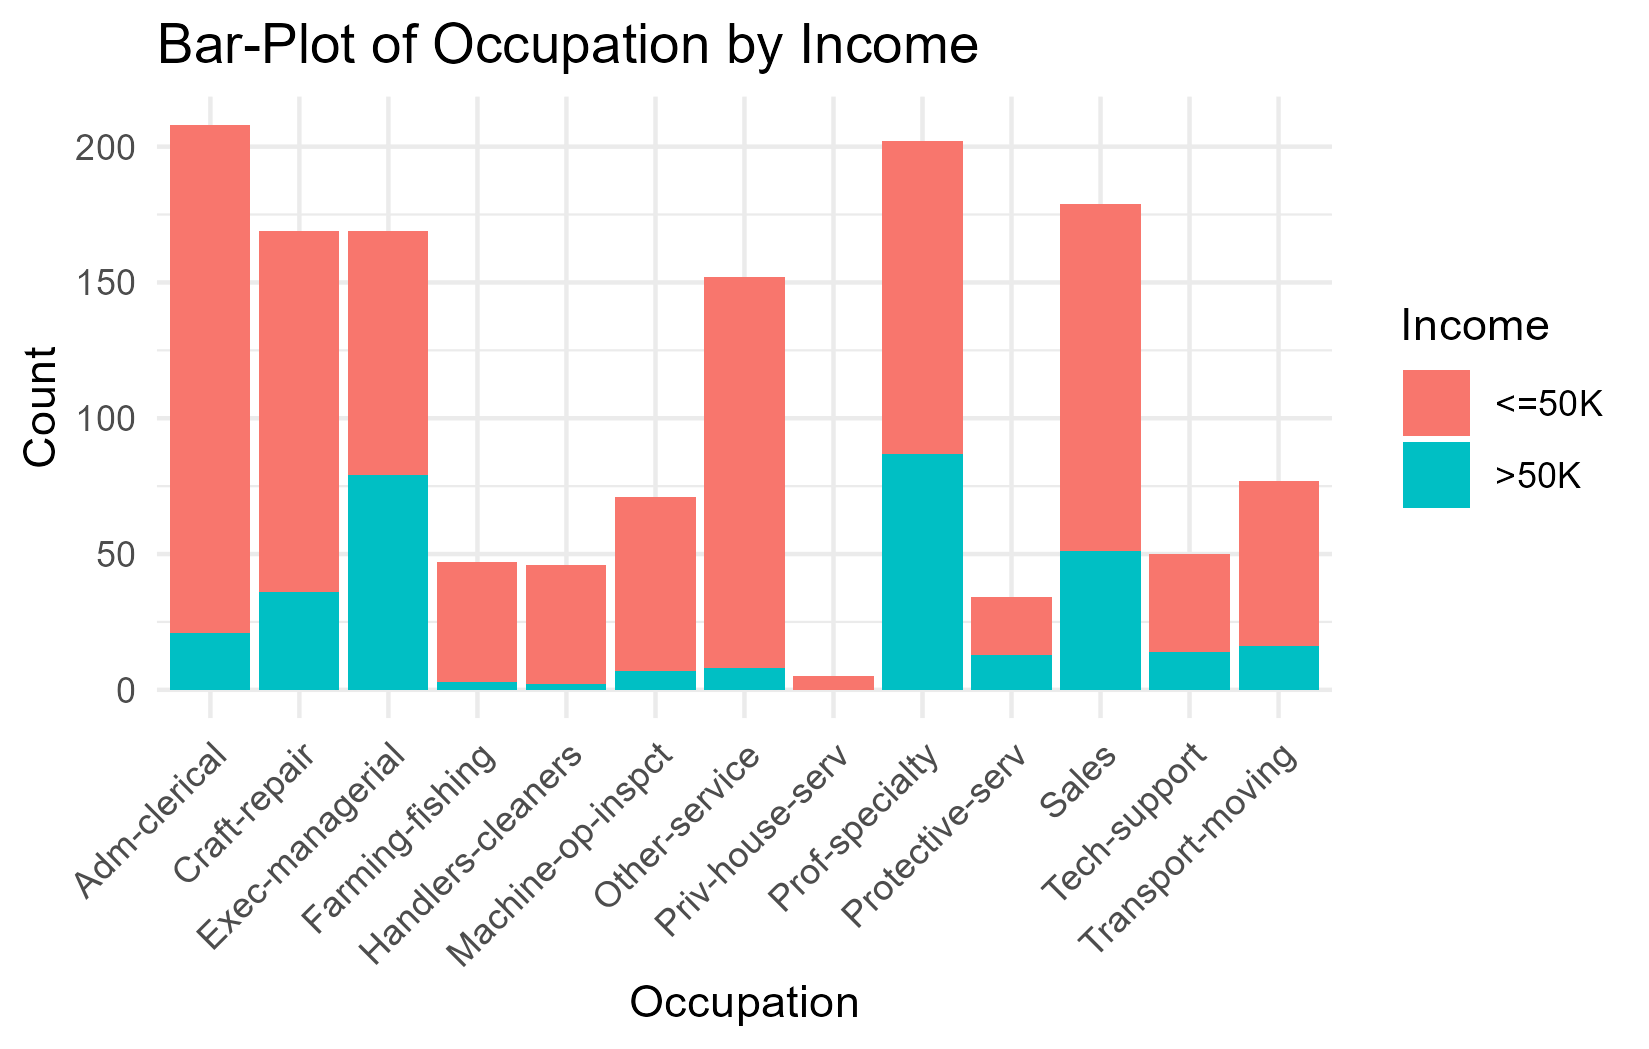 Bar-Plot of Occupation by Income
200
150
100
50
0
Count
Adm-clerical
Craft-repair
Exec-managerial
Farming-fishing
Handlers-cleaners
Machine-op-inspct
Other-service
Priv-house-serv
Prof-specialty
Protective-serv
Sales
Tech-support
Transport-moving
Occupation
Income
<=50K
>50K